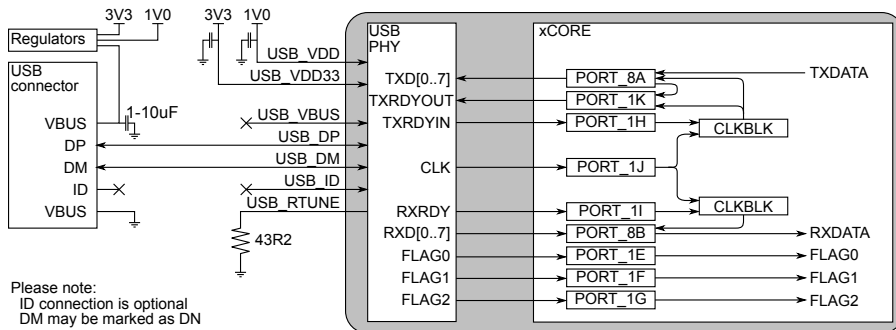 3V3 1V0
Regulators
USB
connector
VBUS
DP
DM
ID
VBUS
1-10uF
3V3 1V0
USB_VDD
USB_VDD33
USB_VBUS
USB_DP
USB_DM
USB_ID
USB_RTUNE
43R2
USB
PHY
TXD[0..7]
TXRDYOUT
TXRDYIN
CLK
RXRDY
RXD[0..7]
FLAG0
FLAG1
FLAG2
xCORE
PORT_8A
PORT_1K
PORT_1H
PORT_1J
PORT_1I
PORT_8B
PORT_1E
PORT_1F
PORT_1G
CLKBLK
CLKBLK
TXDATA
RXDATA
FLAG0
FLAG1
FLAG2
Please note:
ID connection is optional
DM may be marked as DN